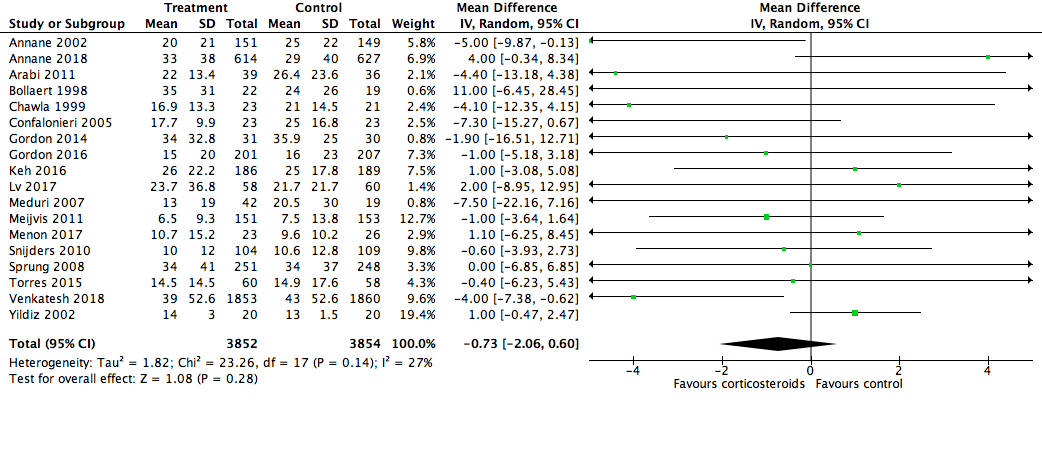 Treatment Control Mean Difference Mean Difference
Study or Subgroup Mean SD Total Mean SD Total Weight IV, Random, 95% CI IV, Random, 95% CI
Annane 2002 20 21 151 25 22 149 5.8% −5.00 [−9.87, −0.13]
Annane 2018 33 38 614 29 40 627 6.9% 4.00 [−0.34, 8.34]
Arabi 2011 22 13.4 39 26.4 23.6 36 2.1% −4.40 [−13.18, 4.38]
Bollaert 1998 35 31 22 24 26 19 0.6% 11.00 [−6.45, 28.45]
Chawla 1999 16.9 13.3 23 21 14.5 21 2.4% −4.10 [−12.35, 4.15]
Confalonieri 2005 17.7 9.9 23 25 16.8 23 2.5% −7.30 [−15.27, 0.67]
Gordon 2014 34 32.8 31 35.9 25 30 0.8% −1.90 [−16.51, 12.71]
Gordon 2016 15 20 201 16 23 207 7.3% −1.00 [−5.18, 3.18]
Keh 2016 26 22.2 186 25 17.8 189 7.5% 1.00 [−3.08, 5.08]
Lv 2017 23.7 36.8 58 21.7 21.7 60 1.4% 2.00 [−8.95, 12.95]
Meduri 2007 13 19 42 20.5 30 19 0.8% −7.50 [−22.16, 7.16]
Meijvis 2011 6.5 9.3 151 7.5 13.8 153 12.7% −1.00 [−3.64, 1.64]
Menon 2017 10.7 15.2 23 9.6 10.2 26 2.9% 1.10 [−6.25, 8.45]
Snijders 2010 10 12 104 10.6 12.8 109 9.8% −0.60 [−3.93, 2.73]
Sprung 2008 34 41 251 34 37 248 3.3% 0.00 [−6.85, 6.85]
Torres 2015 14.5 14.5 60 14.9 17.6 58 4.4% −0.40 [−6.23, 5.43]
Venkatesh 2018 39 52.6 1853 43 52.6 1860 9.6% −4.00 [−7.38, −0.62]
Yildiz 2002 14 3 20 13 1.5 20 19.4% 1.00 [−0.47, 2.47]
Total (95% CI) 3852 3854 100.0% −0.73 [−2.06, 0.60]
Heterogeneity: Tau² = 1.82; Chi² = 23.26, df = 17 (P = 0.14); I² = 27%
Test for overall effect: Z = 1.08 (P = 0.28)
−4 −2 0 2 4
Favours corticosteroids Favours control